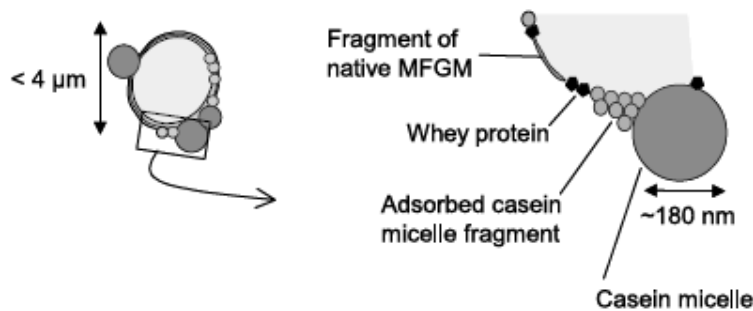 < 4 μm
Fragment of
native MFGM
Whey protein
Adsorbed casein
micelle fragment
~180 nm
Casein micelle